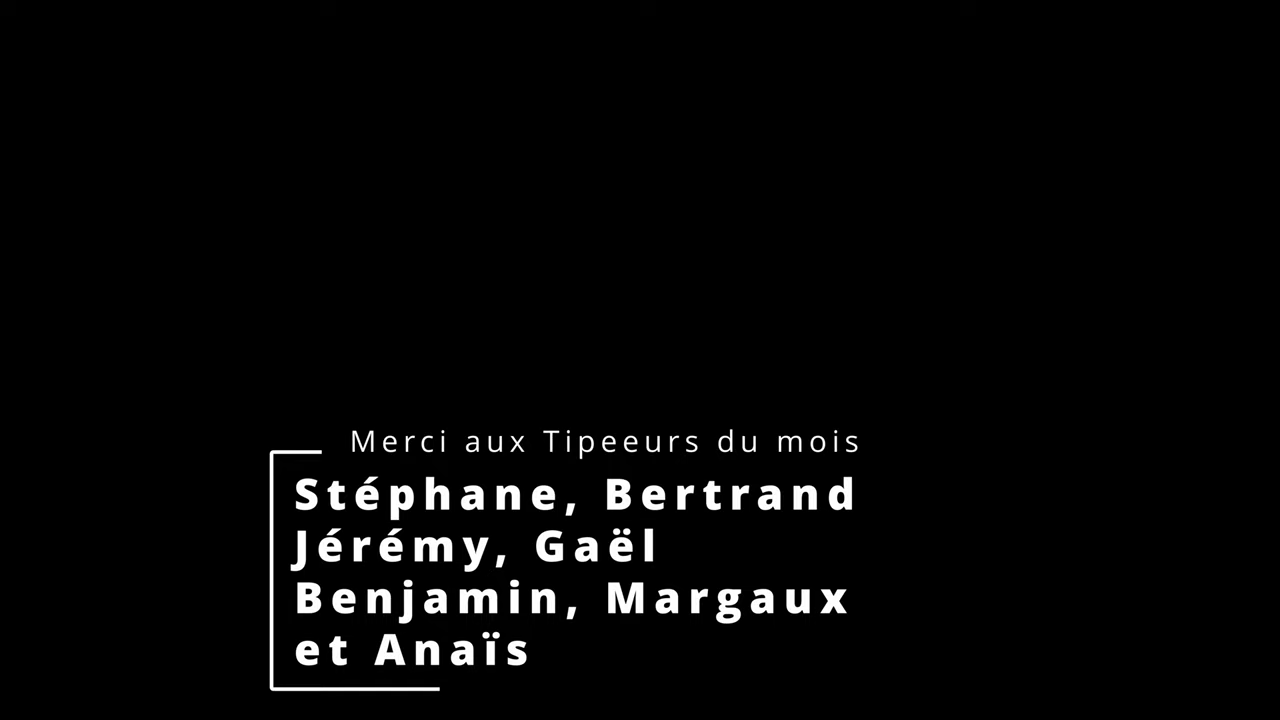 Merci aux Tipeeurs du mois
Stéphane, Bertrand
Jérémy, Gaël
Benjamin, Margaux
et Anaïs